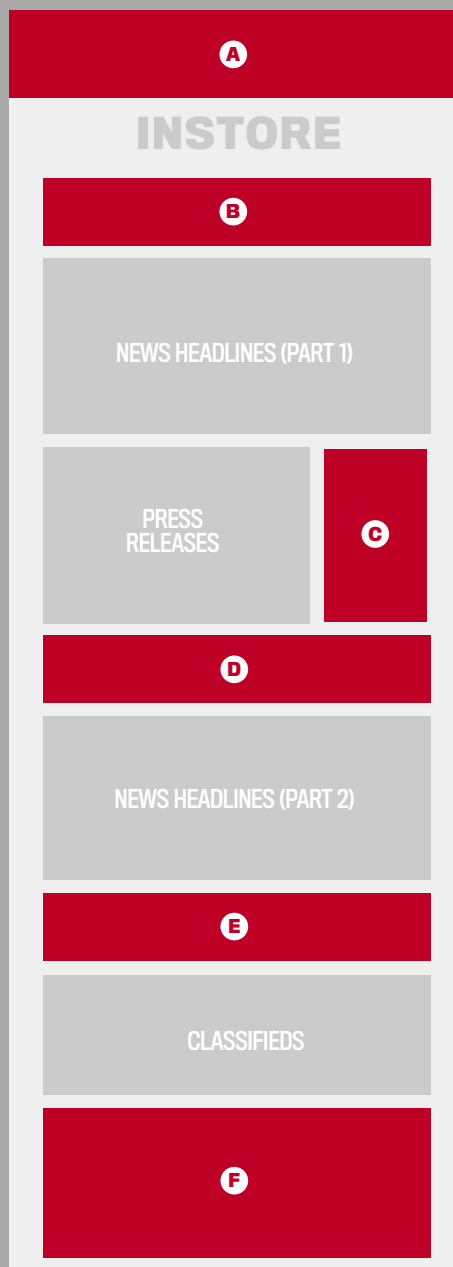 A
INSTORE
B
NEWS HEADLINES (PART 1)
PRESS
RELEASES
C
D
NEWS HEADLINES (PART 2)
E
CLASSIFIEDS
F